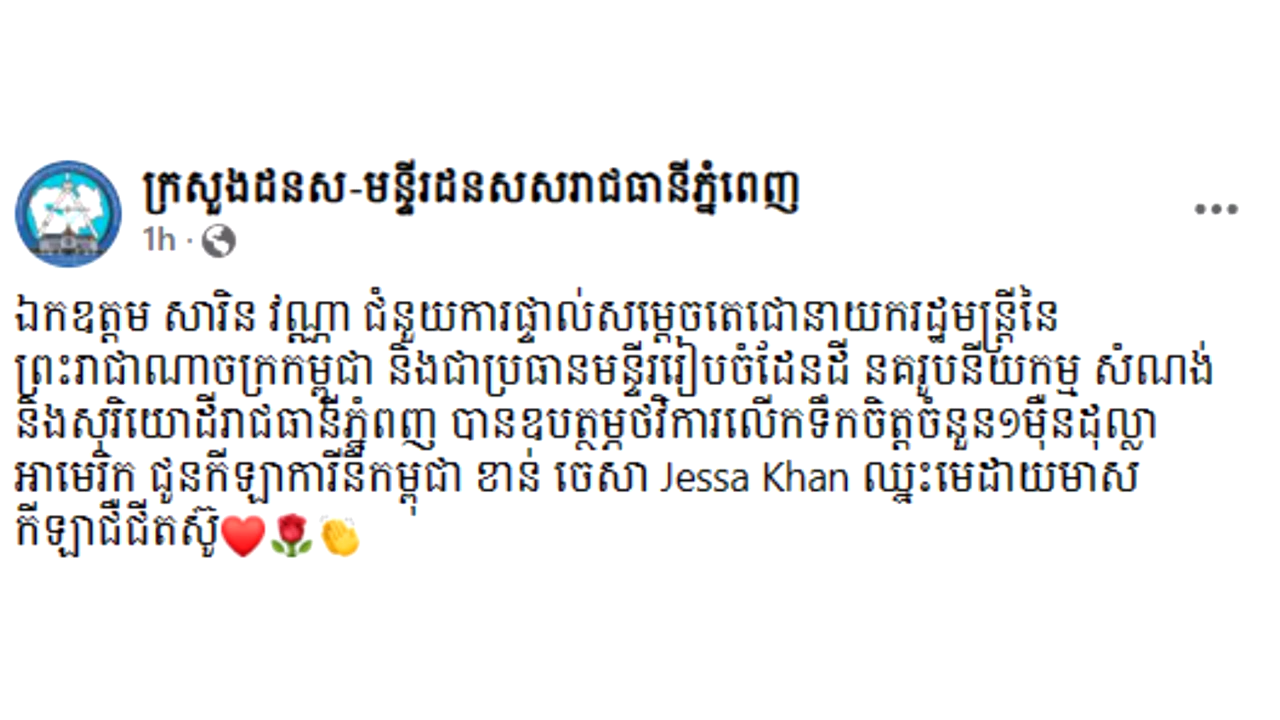 ក្រសួងដនស-មន្ទីរដនសសរាជធានីភ្នំពេញ
1h ·
ឯកឧត្តម សារិន វណ្ណា ជំនួយការផ្ទាល់សម្តេចតេជោនាយករដ្ឋមន្ត្រីនៃ
ព្រះរាជាណាចក្រកម្ពុជា និងជាប្រធានមន្ទីររៀបចំដែនដី នគរូបនីយកម្ម សំណង់
និងសុរិយោដីរាជធានីភ្នំពញ បានឧបត្ថម្ភថវិការលើកទឹកចិត្តចំនួន១ម៉ឺនដុល្លា
អាមេរិក ជូនកីឡាការីនីកម្ពុជា ខាន់ ចេសា Jessa Khan ឈ្នះមេដាយមាស
កីឡាជឺជីតស៊ូ❤️🌹👏